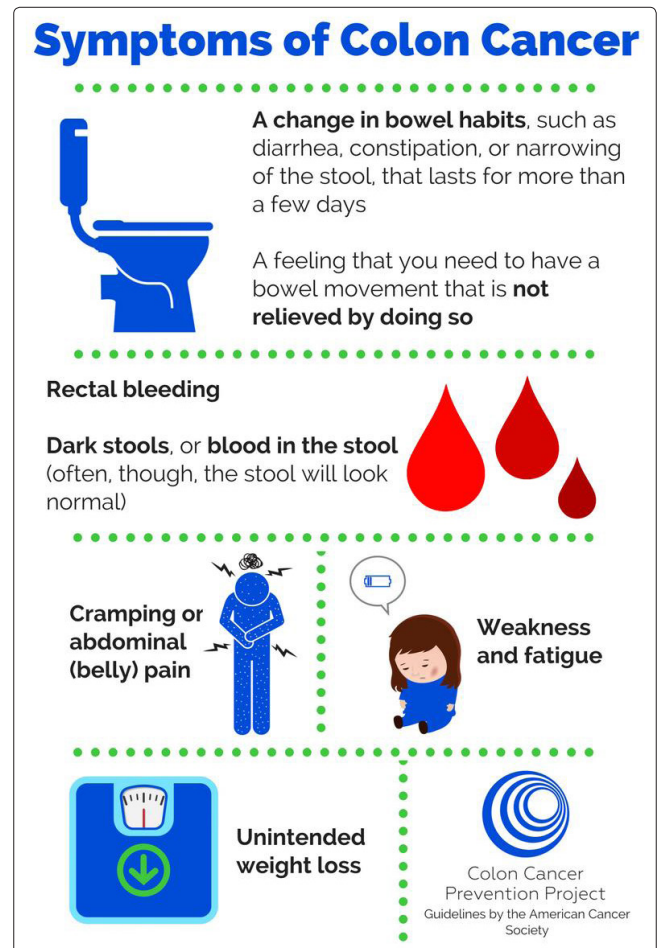 Symptoms of Colon Cancer
A change in bowel habits, such as
diarrhea, constipation, or narrowing
of the stool, that lasts for more than
a few days
A feeling that you need to have a
bowel movement that is not
relieved by doing so
Rectal bleeding
Dark stools, or blood in the stool
(often, though, the stool will look
normal)
Cramping or
abdominal
(belly) pain
Weakness
and fatigue
Unintended
weight loss
Colon Cancer
Prevention Project
Guidelines by the American Cancer
Society